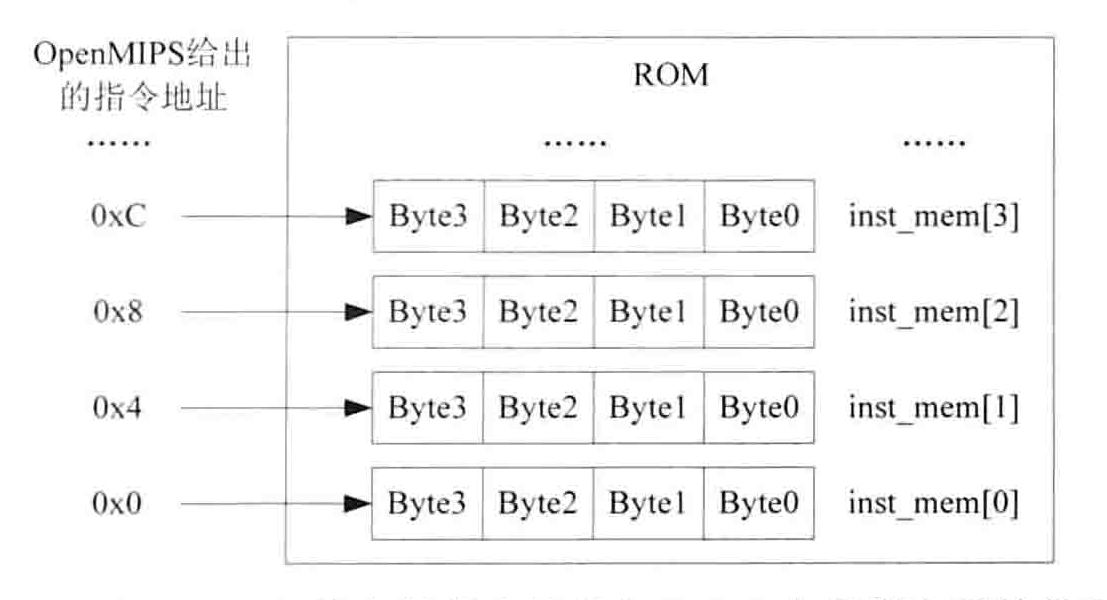 OpenMIPS给出
的指令地址
ROM
…… …… ……
0xC Byte3 Byte2 Byte1 Byte0 inst_mem[3]
0x8 Byte3 Byte2 Byte1 Byte0 inst_mem[2]
0x4 Byte3 Byte2 Byte1 Byte0 inst_mem[1]
0x0 Byte3 Byte2 Byte1 Byte0 inst_mem[0]